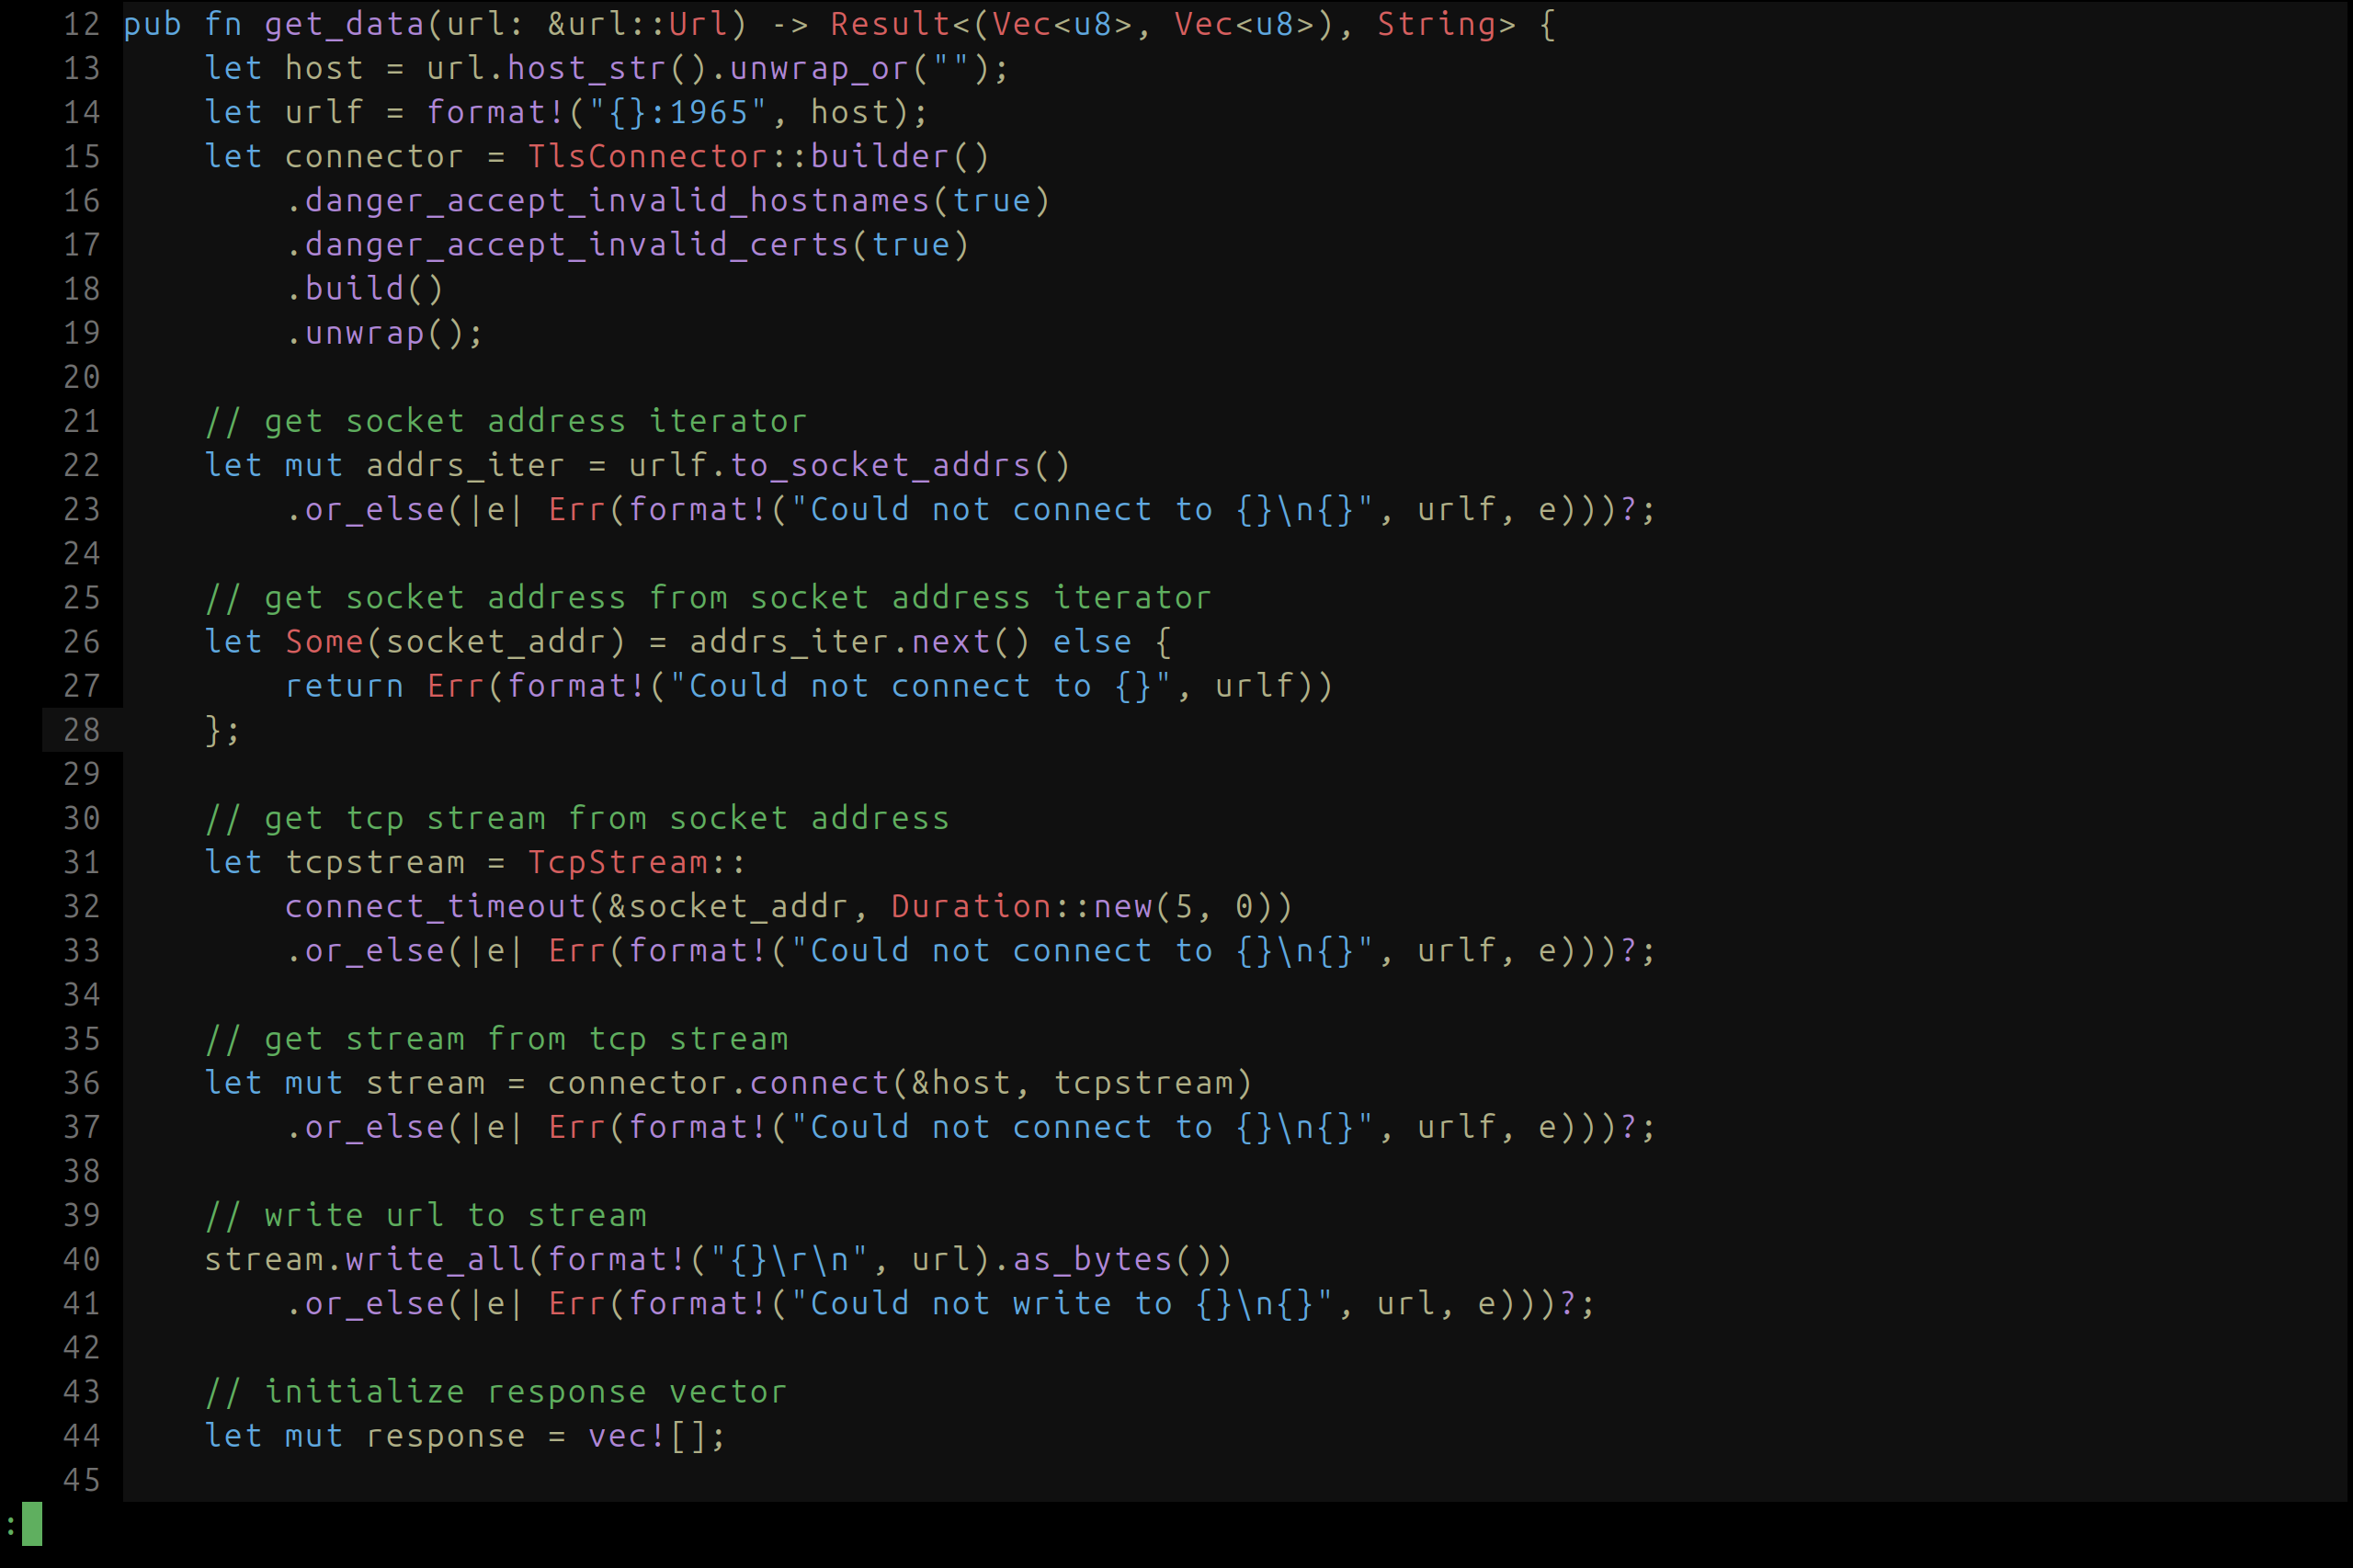 12 pub fn get_data(url: &url::Url) -> Result<(Vec<u8>, Vec<u8>), String> {
13     let host = url.host_str().unwrap_or("");
14     let urlf = format!("{}:1965", host);
15     let connector = TlsConnector::builder()
16         .danger_accept_invalid_hostnames(true)
17         .danger_accept_invalid_certs(true)
18         .build()
19         .unwrap();
20
21     // get socket address iterator
22     let mut addrs_iter = urlf.to_socket_addrs()
23         .or_else(|e| Err(format!("Could not connect to {}\n{}", urlf, e)))?;
24
25     // get socket address from socket address iterator
26     let Some(socket_addr) = addrs_iter.next() else {
27         return Err(format!("Could not connect to {}", urlf))
28     };
29
30     // get tcp stream from socket address
31     let tcpstream = TcpStream::
32         connect_timeout(&socket_addr, Duration::new(5, 0))
33         .or_else(|e| Err(format!("Could not connect to {}\n{}", urlf, e)))?;
34
35     // get stream from tcp stream
36     let mut stream = connector.connect(&host, tcpstream)
37         .or_else(|e| Err(format!("Could not connect to {}\n{}", urlf, e)))?;
38
39     // write url to stream
40     stream.write_all(format!("{}\r\n", url).as_bytes())
41         .or_else(|e| Err(format!("Could not write to {}\n{}", url, e)))?;
42
43     // initialize response vector
44     let mut response = vec![];
45
: